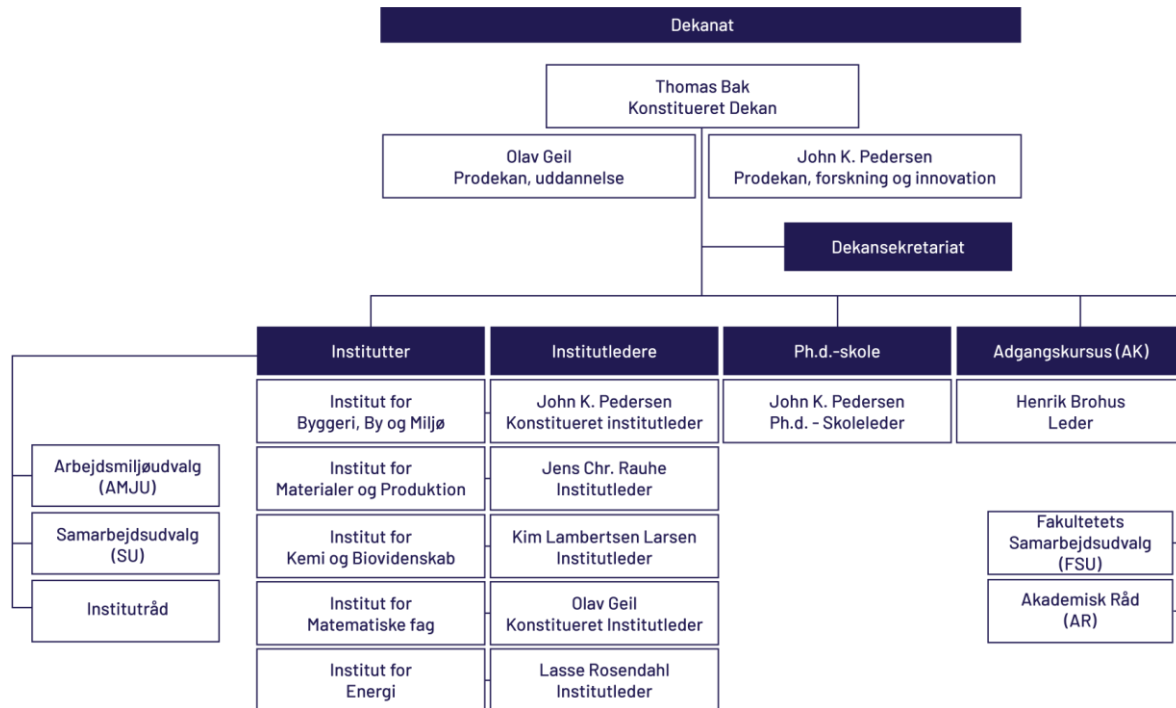 Dekanat
Thomas Bak
Konstitueret Dekan
Olav Geil
Prodekan, uddannelse
John K. Pedersen
Prodekan, forskning og innovation
Dekansekretariat
Institutter
Institutledere
Ph.d.-skole
Adgangskursus (AK)
Institut for
Byggeri, By og Miljø
John K. Pedersen
Konstitueret institutleder
John K. Pedersen
Ph.d. - Skoleleder
Henrik Brohus
Leder
Arbejdsmiljøudvalg
(AMJU)
Institut for
Materialer og Produktion
Jens Chr. Rauhe
Institutleder
Samarbejdsudvalg
(SU)
Institut for
Kemi og Biovidenskab
Kim Lambertsen Larsen
Institutleder
Fakultetets
Samarbejdsudvalg
(FSU)
Institutråd
Institut for
Matematiske fag
Olav Geil
Konstitueret Institutleder
Akademisk Råd
(AR)
Institut for
Energi
Lasse Rosendahl
Institutleder